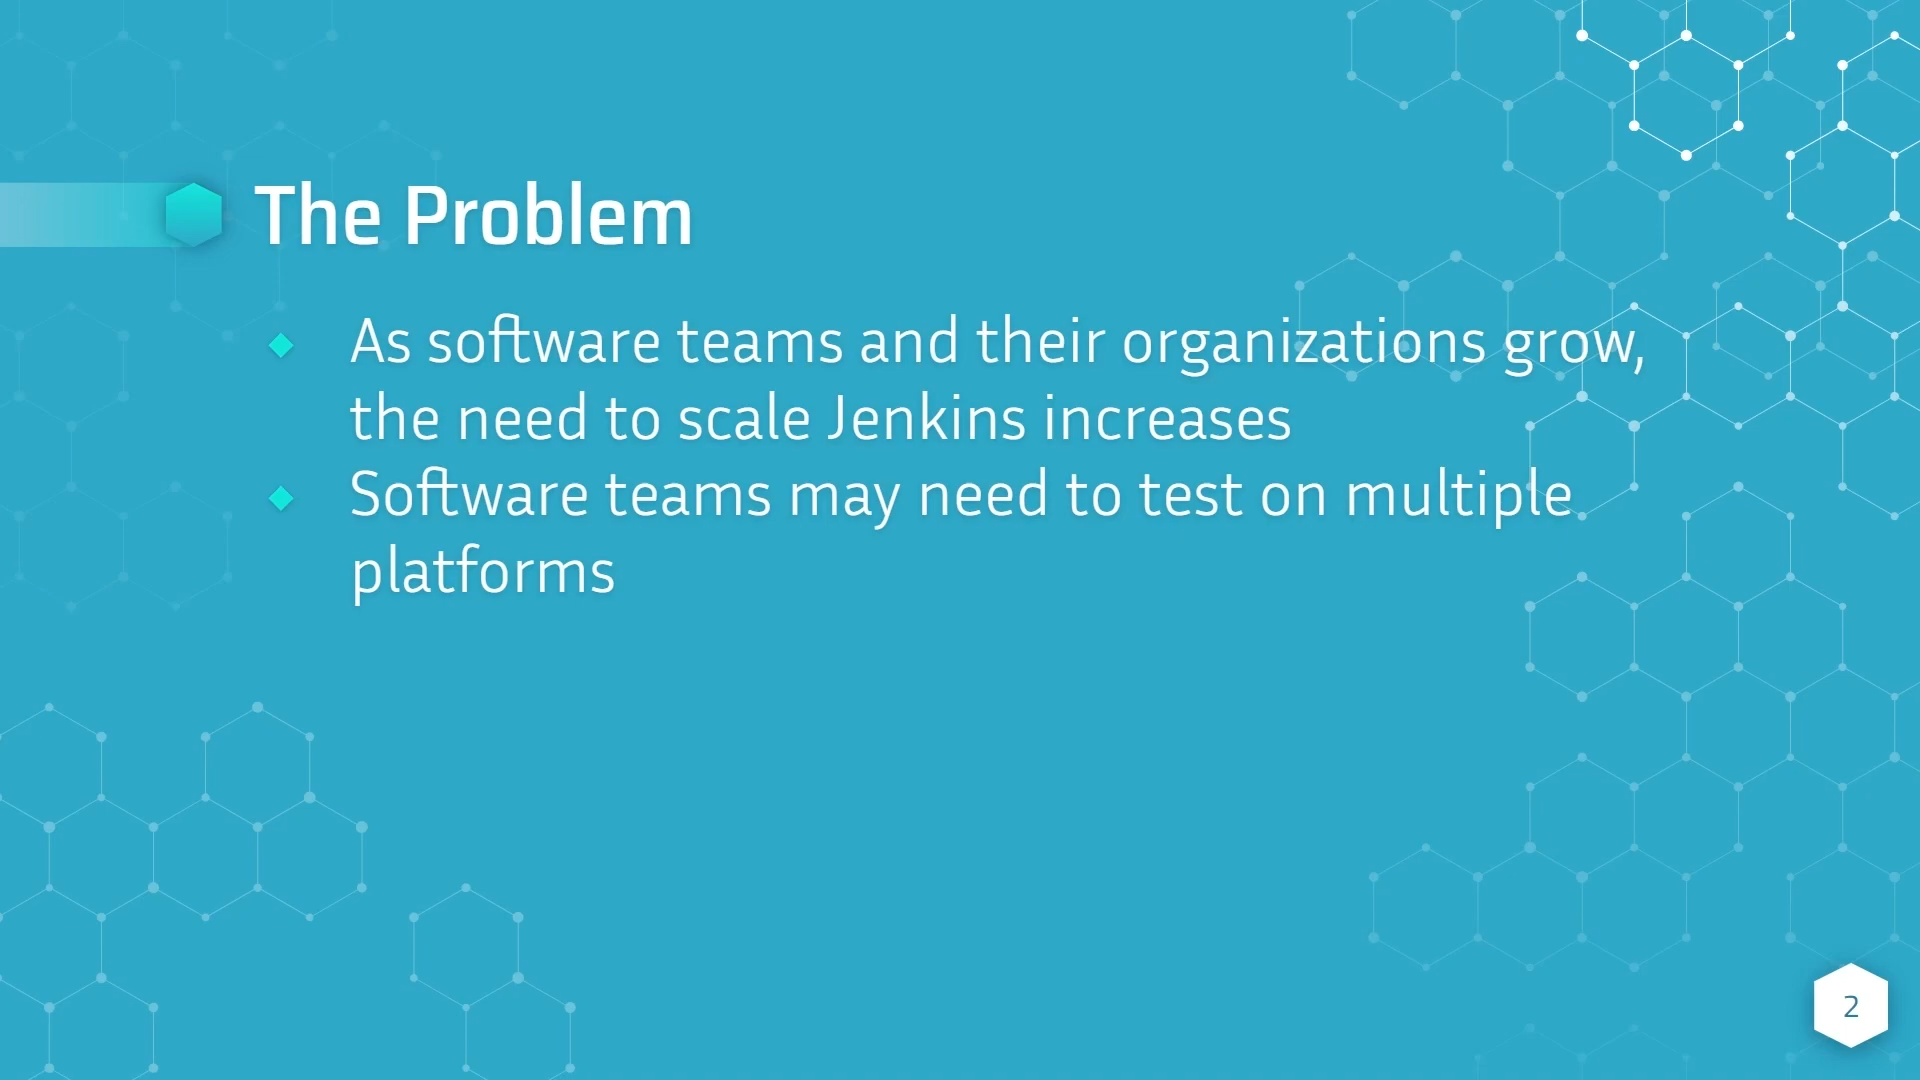 The Problem
As software teams and their organizations grow,
the need to scale Jenkins increases
Software teams may need to test on multiple
platforms
2